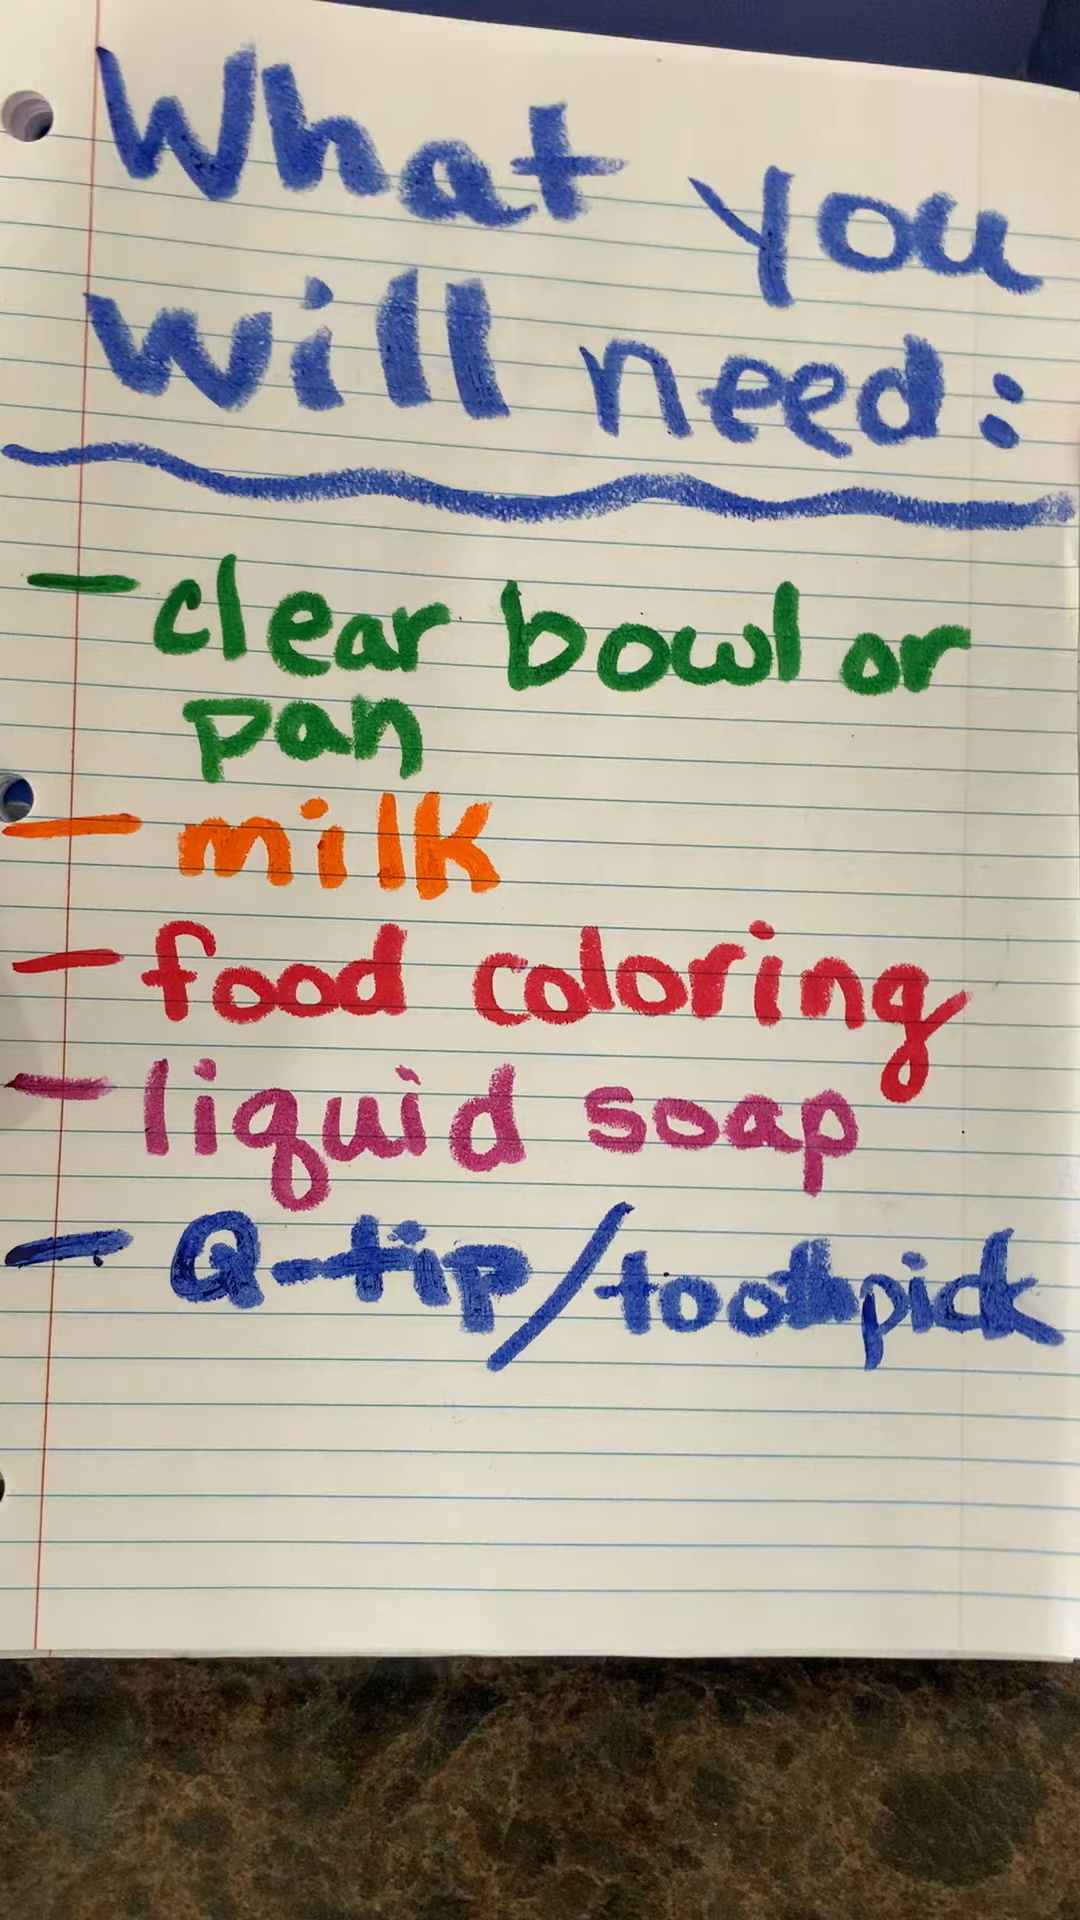 What you
will need:
- clear bowl or
pan
- milk
- food coloring
- liquid soap
- Q-tip/toothpick